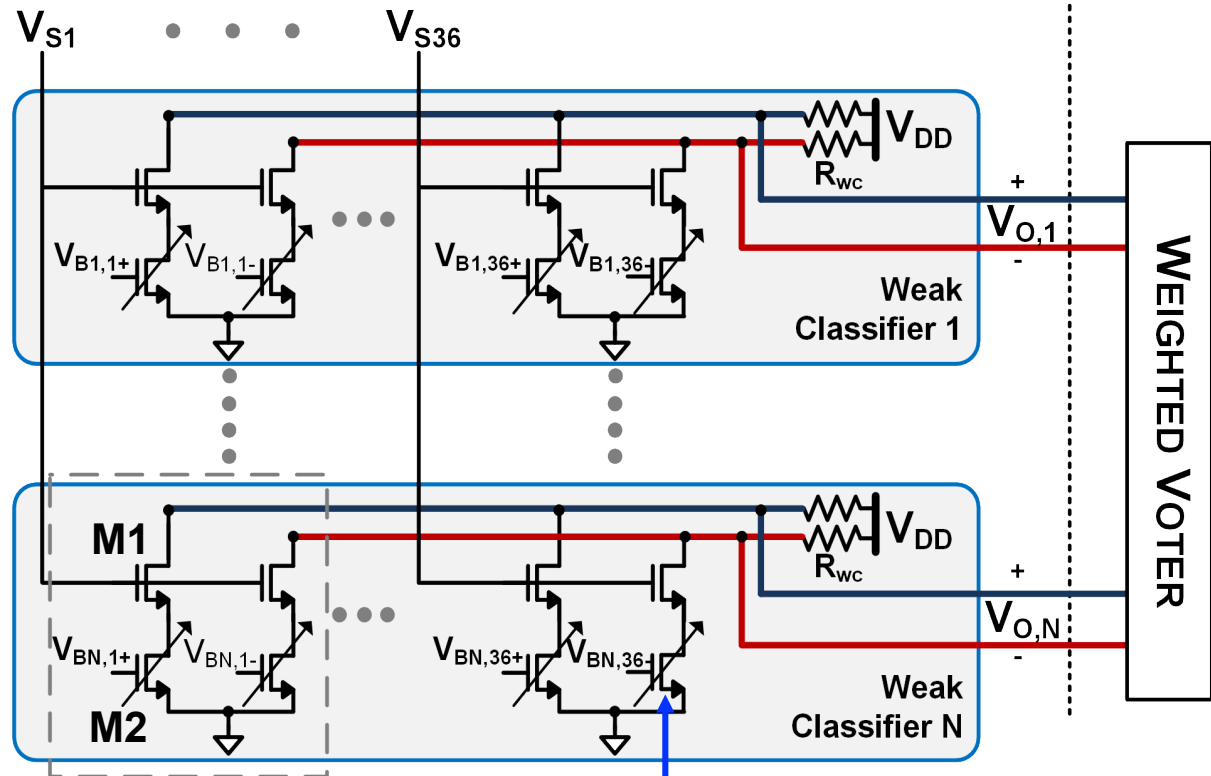 VS1
VS36
VDD
RWC
VB1,1+
VB1,1-
VB1,36+
VB1,36-
+
VO,1
-
Weak
Classifier 1
WEIGHTED VOTER
M1
VDD
RWC
VBN,1+
VBN,1-
VBN,36+
VBN,36-
+
VO,N
-
M2
Weak
Classifier N